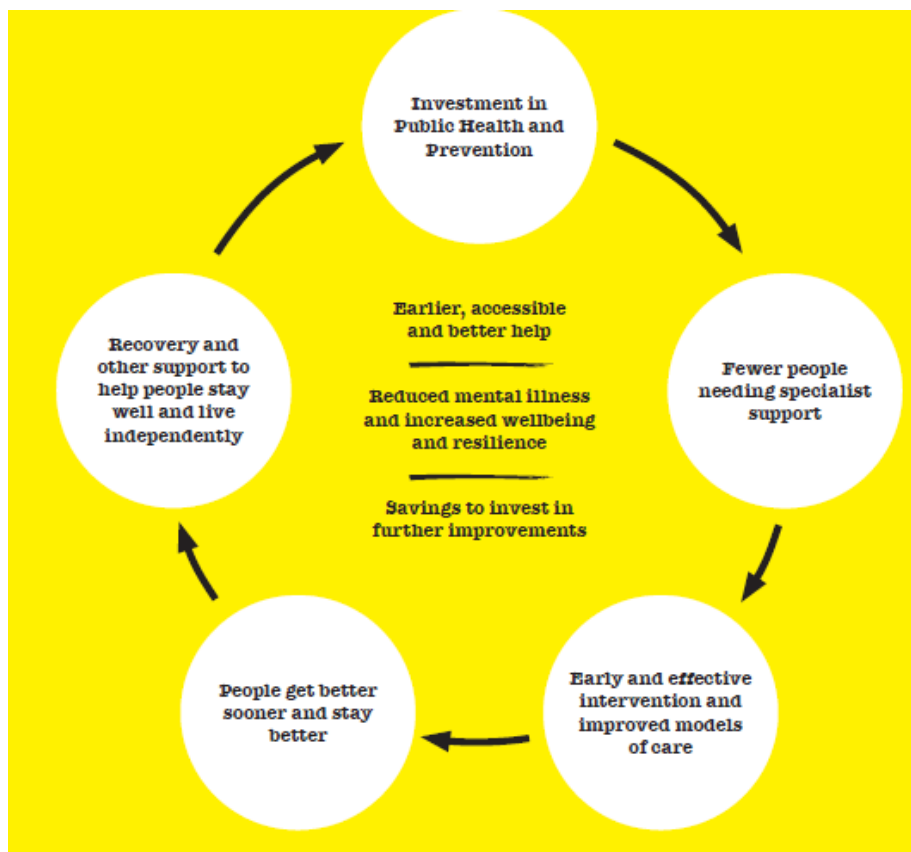 Investment in
Public Health and
Prevention
Earlier, accessible
and better help
Recovery and
other support to
help people stay
well and live
independently
Reduced mental illness
and increased wellbeing
and resilience
Fewer people
needing specialist
support
Savings to invest in
further improvements
People get better
sooner and stay
better
Early and effective
intervention and
improved models
of care